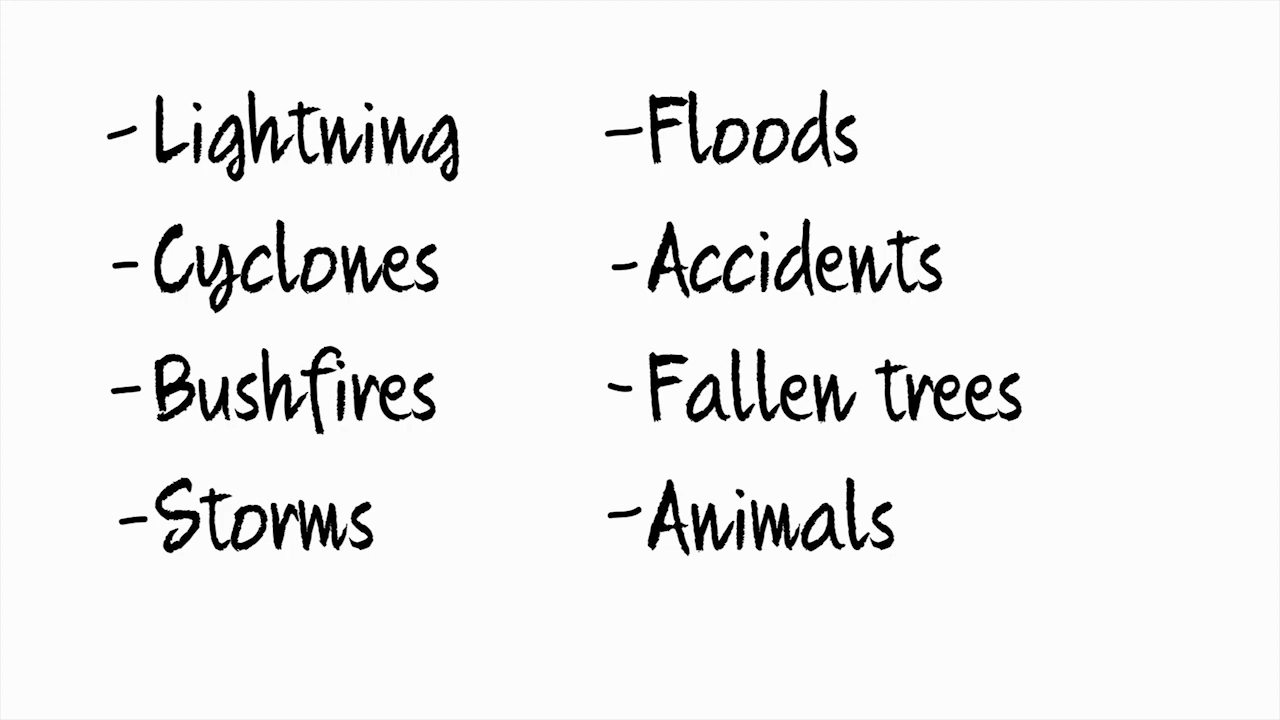 - Lightning
- Cyclones
- Bushfires
- Storms
- Floods
- Accidents
- Fallen trees
- Animals